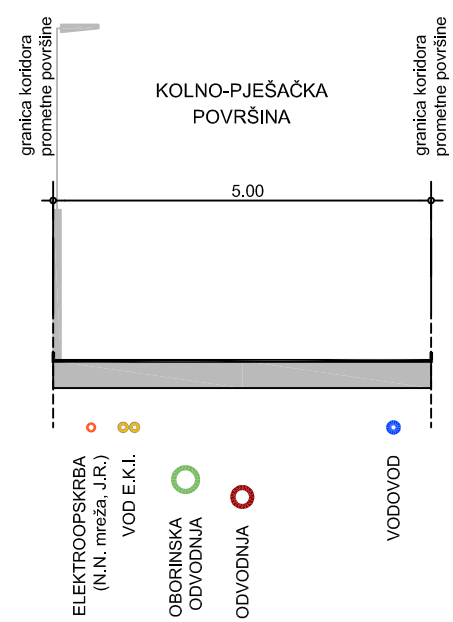 granica koridora
prometne površine
KOLNO-PJEŠAČKA
POVRŠINA
granica koridora
prometne površine
5.00
ELEKTROOPSKRBA
(N.N. mreža, J.R.)
VOD E.K.I.
OBORINSKA
ODVODNJA
ODVODNJA
VODOVOD